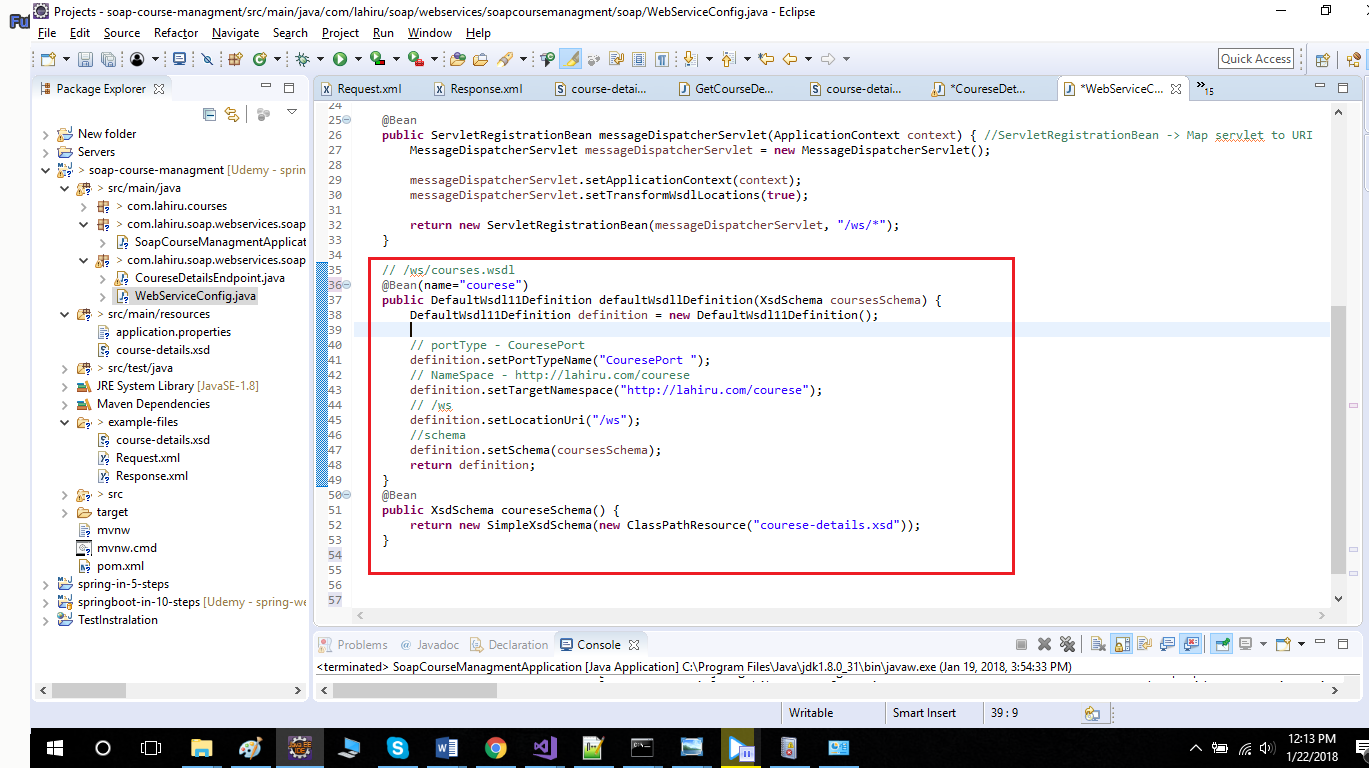 Fu
Projects - soap-course-managment/src/main/java/com/lahiru/soap/webservices/soapcoursemanagment/soap/WebServiceConfig.java - Eclipse
File Edit Source Refactor Navigate Search Project Run Window Help
Quick Access
Package Explorer
Request.xml Response.xml course-detai... GetCourseDe... course-detai... *CoureseDet... *WebServiceC... »15
New folder
Servers
> soap-course-managment [Udemy - sprin
> src/main/java
> com.lahiru.courses
> com.lahiru.soap.webservices.soap
SoapCourseManagmentApplicat
> com.lahiru.soap.webservices.soap
CoureseDetailsEndpoint.java
WebServiceConfig.java
> src/main/resources
application.properties
course-details.xsd
> src/test/java
JRE System Library [JavaSE-1.8]
Maven Dependencies
> example-files
course-details.xsd
Request.xml
Response.xml
> src
target
mvnw
mvnw.cmd
pom.xml
spring-in-5-steps
springboot-in-10-steps [Udemy - spring-we
TestInstralation
24
25 @Bean
26 public ServletRegistrationBean messageDispatcherServlet(ApplicationContext context) { //ServletRegistrationBean -> Map servlet to URI
27 MessageDispatcherServlet messageDispatcherServlet = new MessageDispatcherServlet();
28
29 messageDispatcherServlet.setApplicationContext(context);
30 messageDispatcherServlet.setTransformWsdlLocations(true);
31
32 return new ServletRegistrationBean(messageDispatcherServlet, "/ws/*");
33 }
34
35 // /ws/courses.wsdl
36 @Bean(name="courese")
37 public DefaultWsdl11Definition defaultWsdllDefinition(XsdSchema coursesSchema) {
38 DefaultWsdl11Definition definition = new DefaultWsdl11Definition();
39
40 // portType - CouresePort
41 definition.setPortTypeName("CouresePort ");
42 // NameSpace - http://lahiru.com/courese
43 definition.setTargetNamespace("http://lahiru.com/courese");
44 // /ws
45 definition.setLocationUri("/ws");
46 //schema
47 definition.setSchema(coursesSchema);
48 return definition;
49 }
50 @Bean
51 public XsdSchema coureseSchema() {
52 return new SimpleXsdSchema(new ClassPathResource("courese-details.xsd"));
53 }
54
55
56
57
Problems @ Javadoc Declaration Console
<terminated> SoapCourseManagmentApplication [Java Application] C:\Program Files\Java\jdk1.8.0_31\bin\javaw.exe (Jan 19, 2018, 3:54:33 PM)
Writable Smart Insert 39 : 9
12:13 PM
1/22/2018